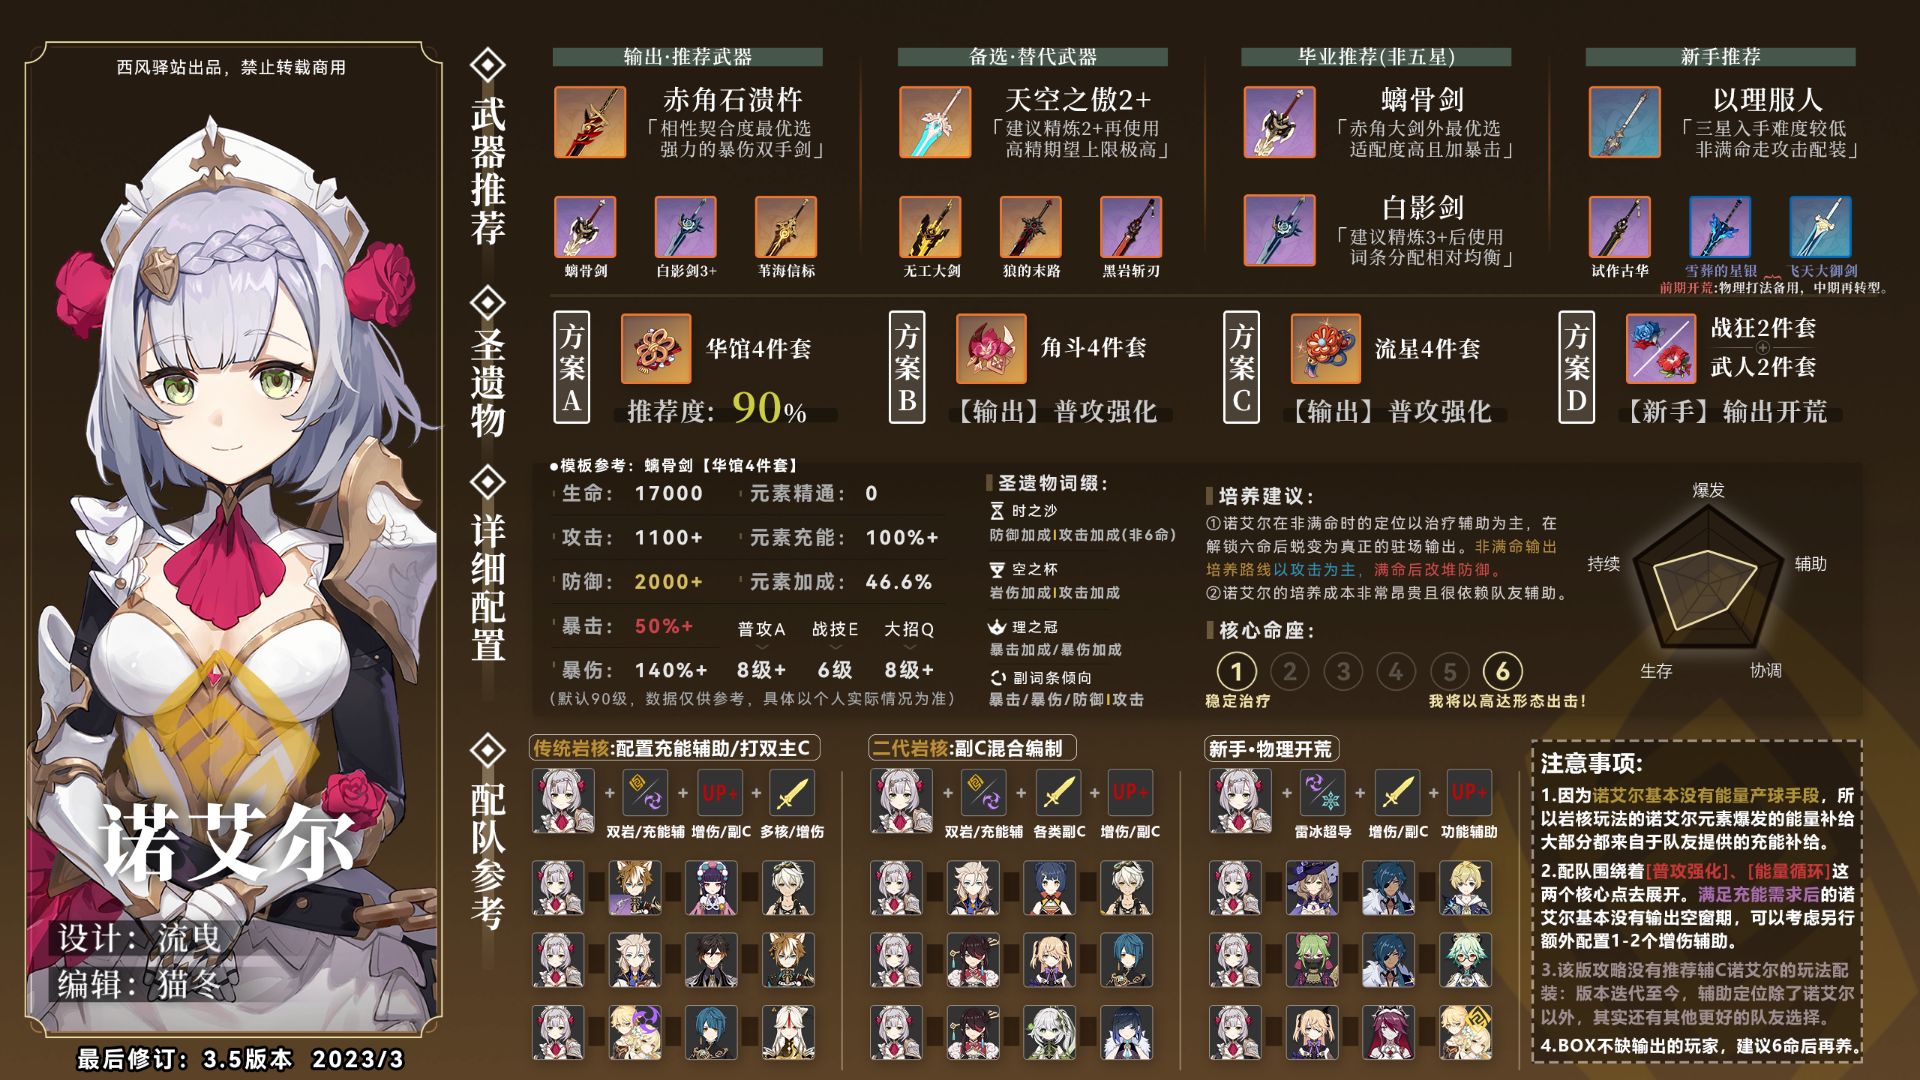 西风驿站出品，禁止转载商用
诺艾尔
设计：流曳
编辑：猫冬
最后修订：3.5版本 2023/3
武器推荐
输出·推荐武器
赤角石溃杵
「相性契合度最优选
强力的暴伤双手剑」
螭骨剑
白影剑3+
苇海信标
备选·替代武器
天空之傲2+
「建议精炼2+再使用
高精期望上限极高」
无工大剑
狼的末路
黑岩斩刃
毕业推荐(非五星)
螭骨剑
「赤角大剑外最优选
适配度高且加暴击」
白影剑
「建议精炼3+后使用
词条分配相对均衡」
新手推荐
以理服人
「三星入手难度较低
非满命走攻击配装」
试作古华
雪葬的星银
飞天大御剑
前期开荒:物理打法备用，中期再转型。
圣遗物
方案A
华馆4件套
推荐度：90%
方案B
角斗4件套
【输出】普攻强化
方案C
流星4件套
【输出】普攻强化
方案D
战狂2件套
武人2件套
【新手】输出开荒
详细配置
●模板参考：螭骨剑【华馆4件套】
生命： 17000
元素精通： 0
攻击： 1100+
元素充能： 100%+
防御： 2000+
元素加成： 46.6%
暴击： 50%+
普攻A 战技E 大招Q
暴伤： 140%+
8级+ 6级 8级+
(默认90级，数据仅供参考，具体以个人实际情况为准)
圣遗物词缀：
时之沙
防御加成|攻击加成(非6命)
空之杯
岩伤加成|攻击加成
理之冠
暴击加成/暴伤加成
副词条倾向
暴击/暴伤/防御|攻击
培养建议：
①诺艾尔在非满命时的定位以治疗辅助为主，在
解锁六命后蜕变为真正的驻场输出。非满命输出
培养路线以攻击为主，满命后改堆防御。
②诺艾尔的培养成本非常昂贵且很依赖队友辅助。
核心命座：
1 2 3 4 5 6
稳定治疗
我将以高达形态出击！
爆发
辅助
协调
生存
持续
配队参考
传统岩核:配置充能辅助/打双主C
UP+
双岩/充能辅 增伤/副C 多核/增伤
二代岩核:副C混合编制
UP+
双岩/充能辅 各类副C 增伤/副C
新手•物理开荒
UP+
雷冰超导 增伤/副C 功能辅助
注意事项:
1.因为诺艾尔基本没有能量产球手段，所
以岩核玩法的诺艾尔元素爆发的能量补给
大部分都来自于队友提供的充能补给。
2.配队围绕着[普攻强化]、[能量循环]这
两个核心点去展开。满足充能需求后的诺
艾尔基本没有输出空窗期，可以考虑另行
额外配置1-2个增伤辅助。
3.该版攻略没有推荐辅C诺艾尔的玩法配
装：版本迭代至今，辅助定位除了诺艾尔
以外，其实还有其他更好的队友选择。
4.BOX不缺输出的玩家，建议6命后再养。